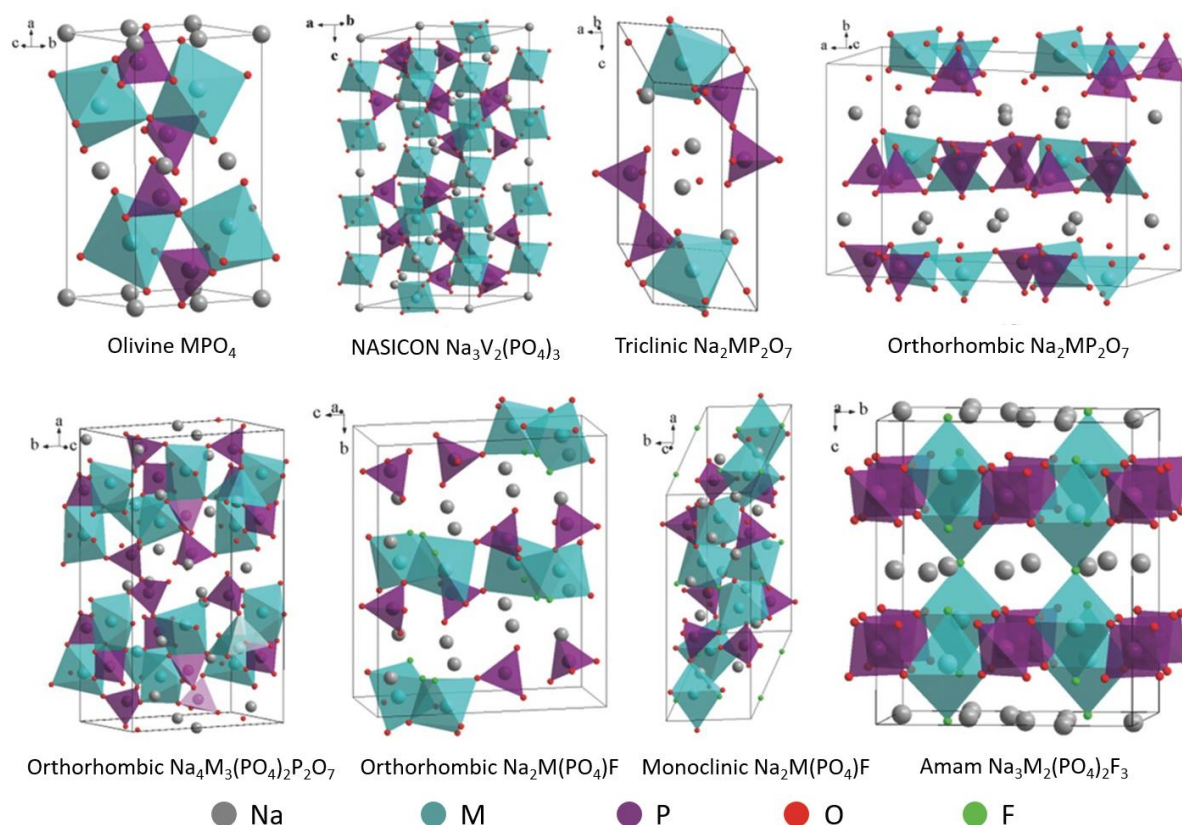 a
c b
a b
c
b
a
c
b
a c
Olivine MPO₄
NASICON Na₃V₂(PO₄)₃
Triclinic Na₂MP₂O₇
Orthorhombic Na₂MP₂O₇
a
b c
c a
b
a
b c
a b
c
Orthorhombic Na₄M₃(PO₄)₂P₂O₇
Orthorhombic Na₂M(PO₄)F
Monoclinic Na₂M(PO₄)F
Amam Na₃M₂(PO₄)₂F₃
Na M P O F